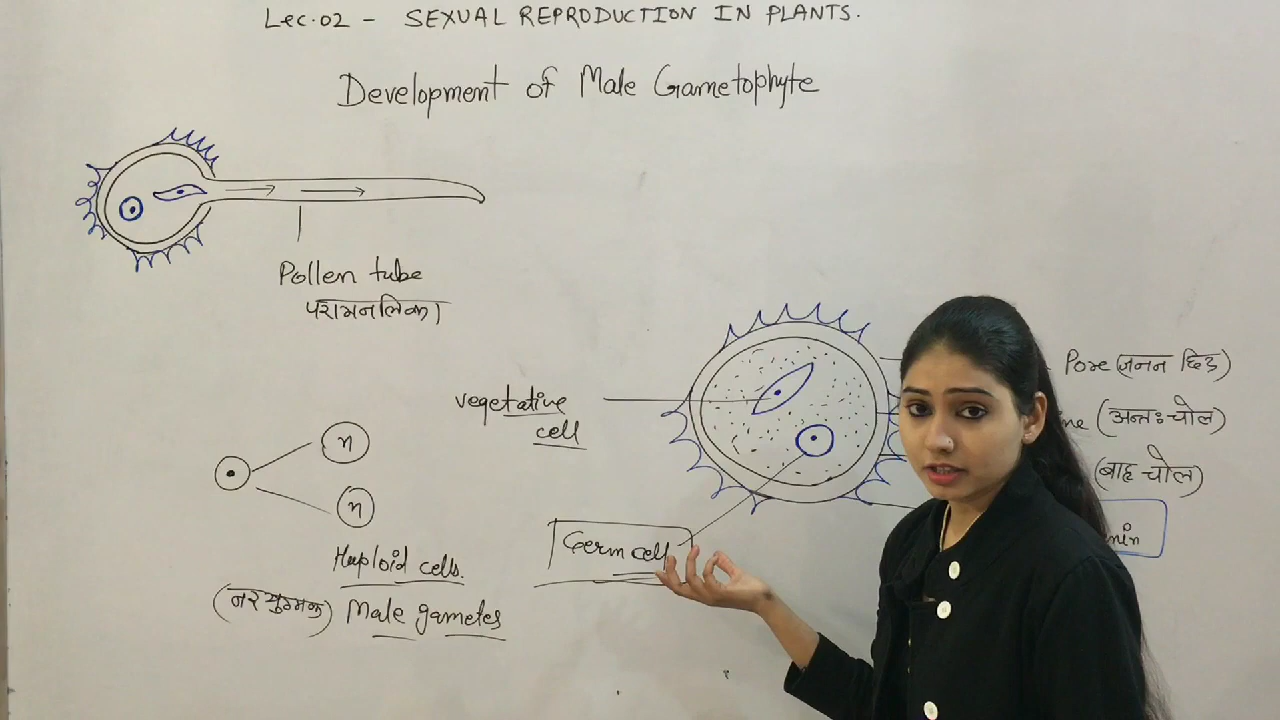 Lec.02 - SEXUAL REPRODUCTION IN PLANTS.
Development of Male Gametophyte
Pollen tube
परागनलिका
Pore (जनन छिद्र)
vegetative
cell
(अन्तः चोल)
n
(बाह्य चोल)
n
Germ cell
Haploid cells.
(नर युग्मक) Male gametes